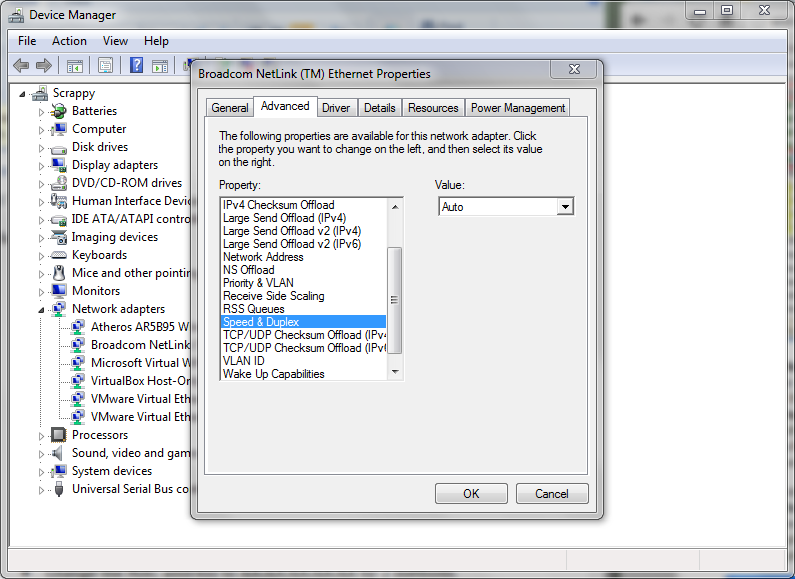 Device Manager
File Action View Help
Scrappy
Batteries
Computer
Disk drives
Display adapters
DVD/CD-ROM drives
Human Interface Devic
IDE ATA/ATAPI contro
Imaging devices
Keyboards
Mice and other pointin
Monitors
Network adapters
Atheros AR5B95 W
Broadcom NetLink
Microsoft Virtual W
VirtualBox Host-On
VMware Virtual Eth
VMware Virtual Eth
Processors
Sound, video and gam
System devices
Universal Serial Bus co
Broadcom NetLink (TM) Ethernet Properties
General Advanced Driver Details Resources Power Management
The following properties are available for this network adapter. Click
the property you want to change on the left, and then select its value
on the right.
Property: Value:
Auto
IPv4 Checksum Offload
Large Send Offload (IPv4)
Large Send Offload v2 (IPv4)
Large Send Offload v2 (IPv6)
Network Address
NS Offload
Priority & VLAN
Receive Side Scaling
RSS Queues
Speed & Duplex
TCP/UDP Checksum Offload (IPv4
TCP/UDP Checksum Offload (IPv6
VLAN ID
Wake Up Capabilities
OK Cancel